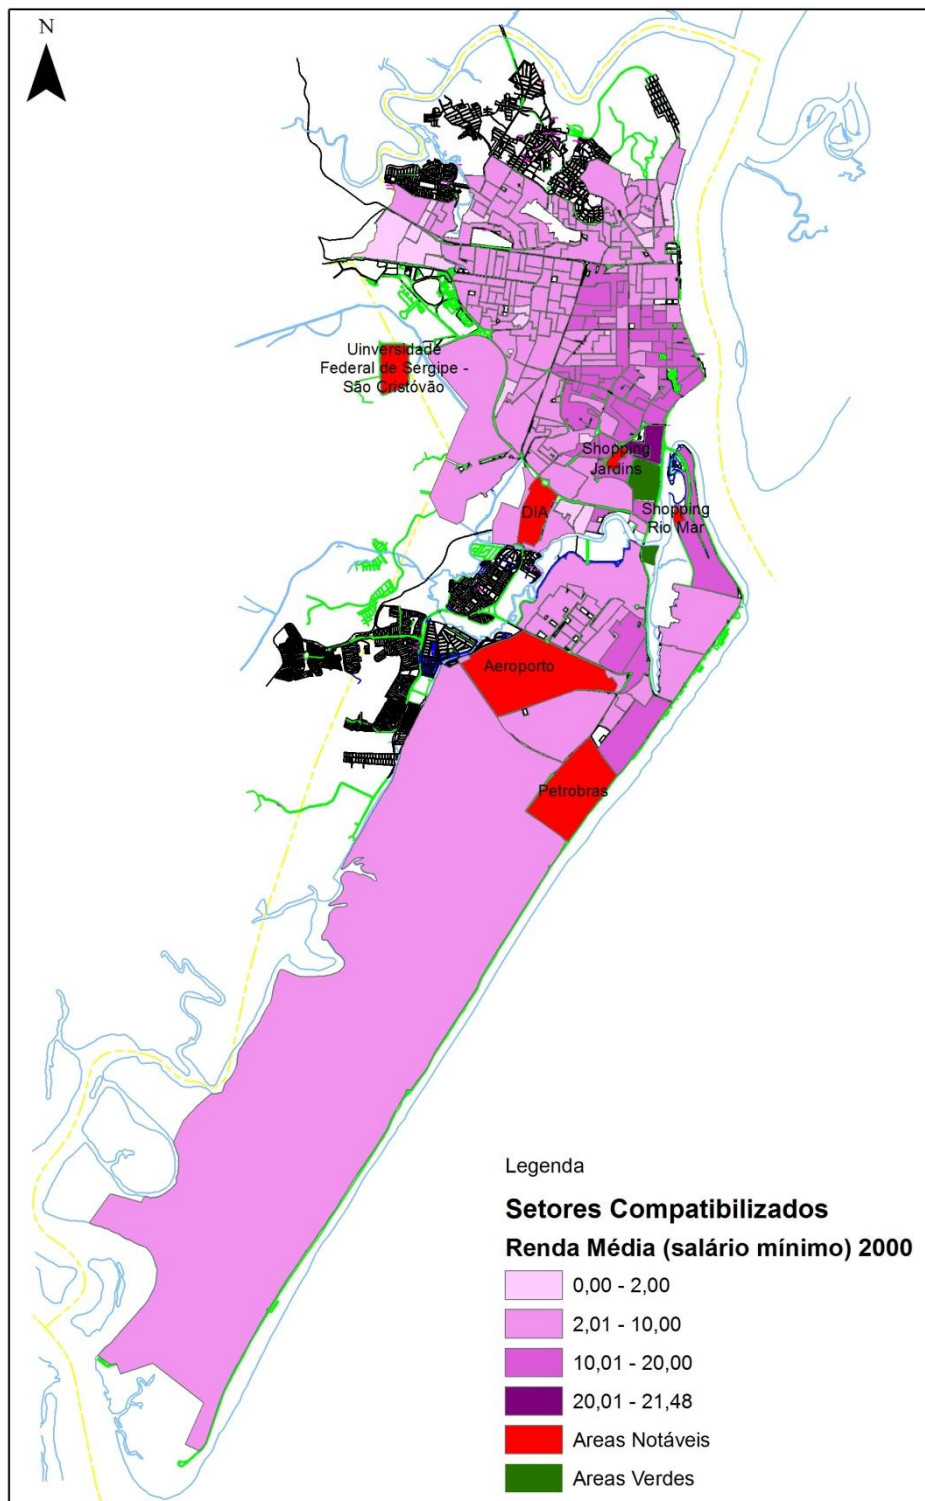 N
Uinversidade
Federal de Sergipe -
São Cristóvão
Shopping
Jardins
Shopping
Rio Mar
DIA
Aeroporto
Petrobras
Legenda
Setores Compatibilizados
Renda Média (salário mínimo) 2000
0,00 - 2,00
2,01 - 10,00
10,01 - 20,00
20,01 - 21,48
Areas Notáveis
Areas Verdes